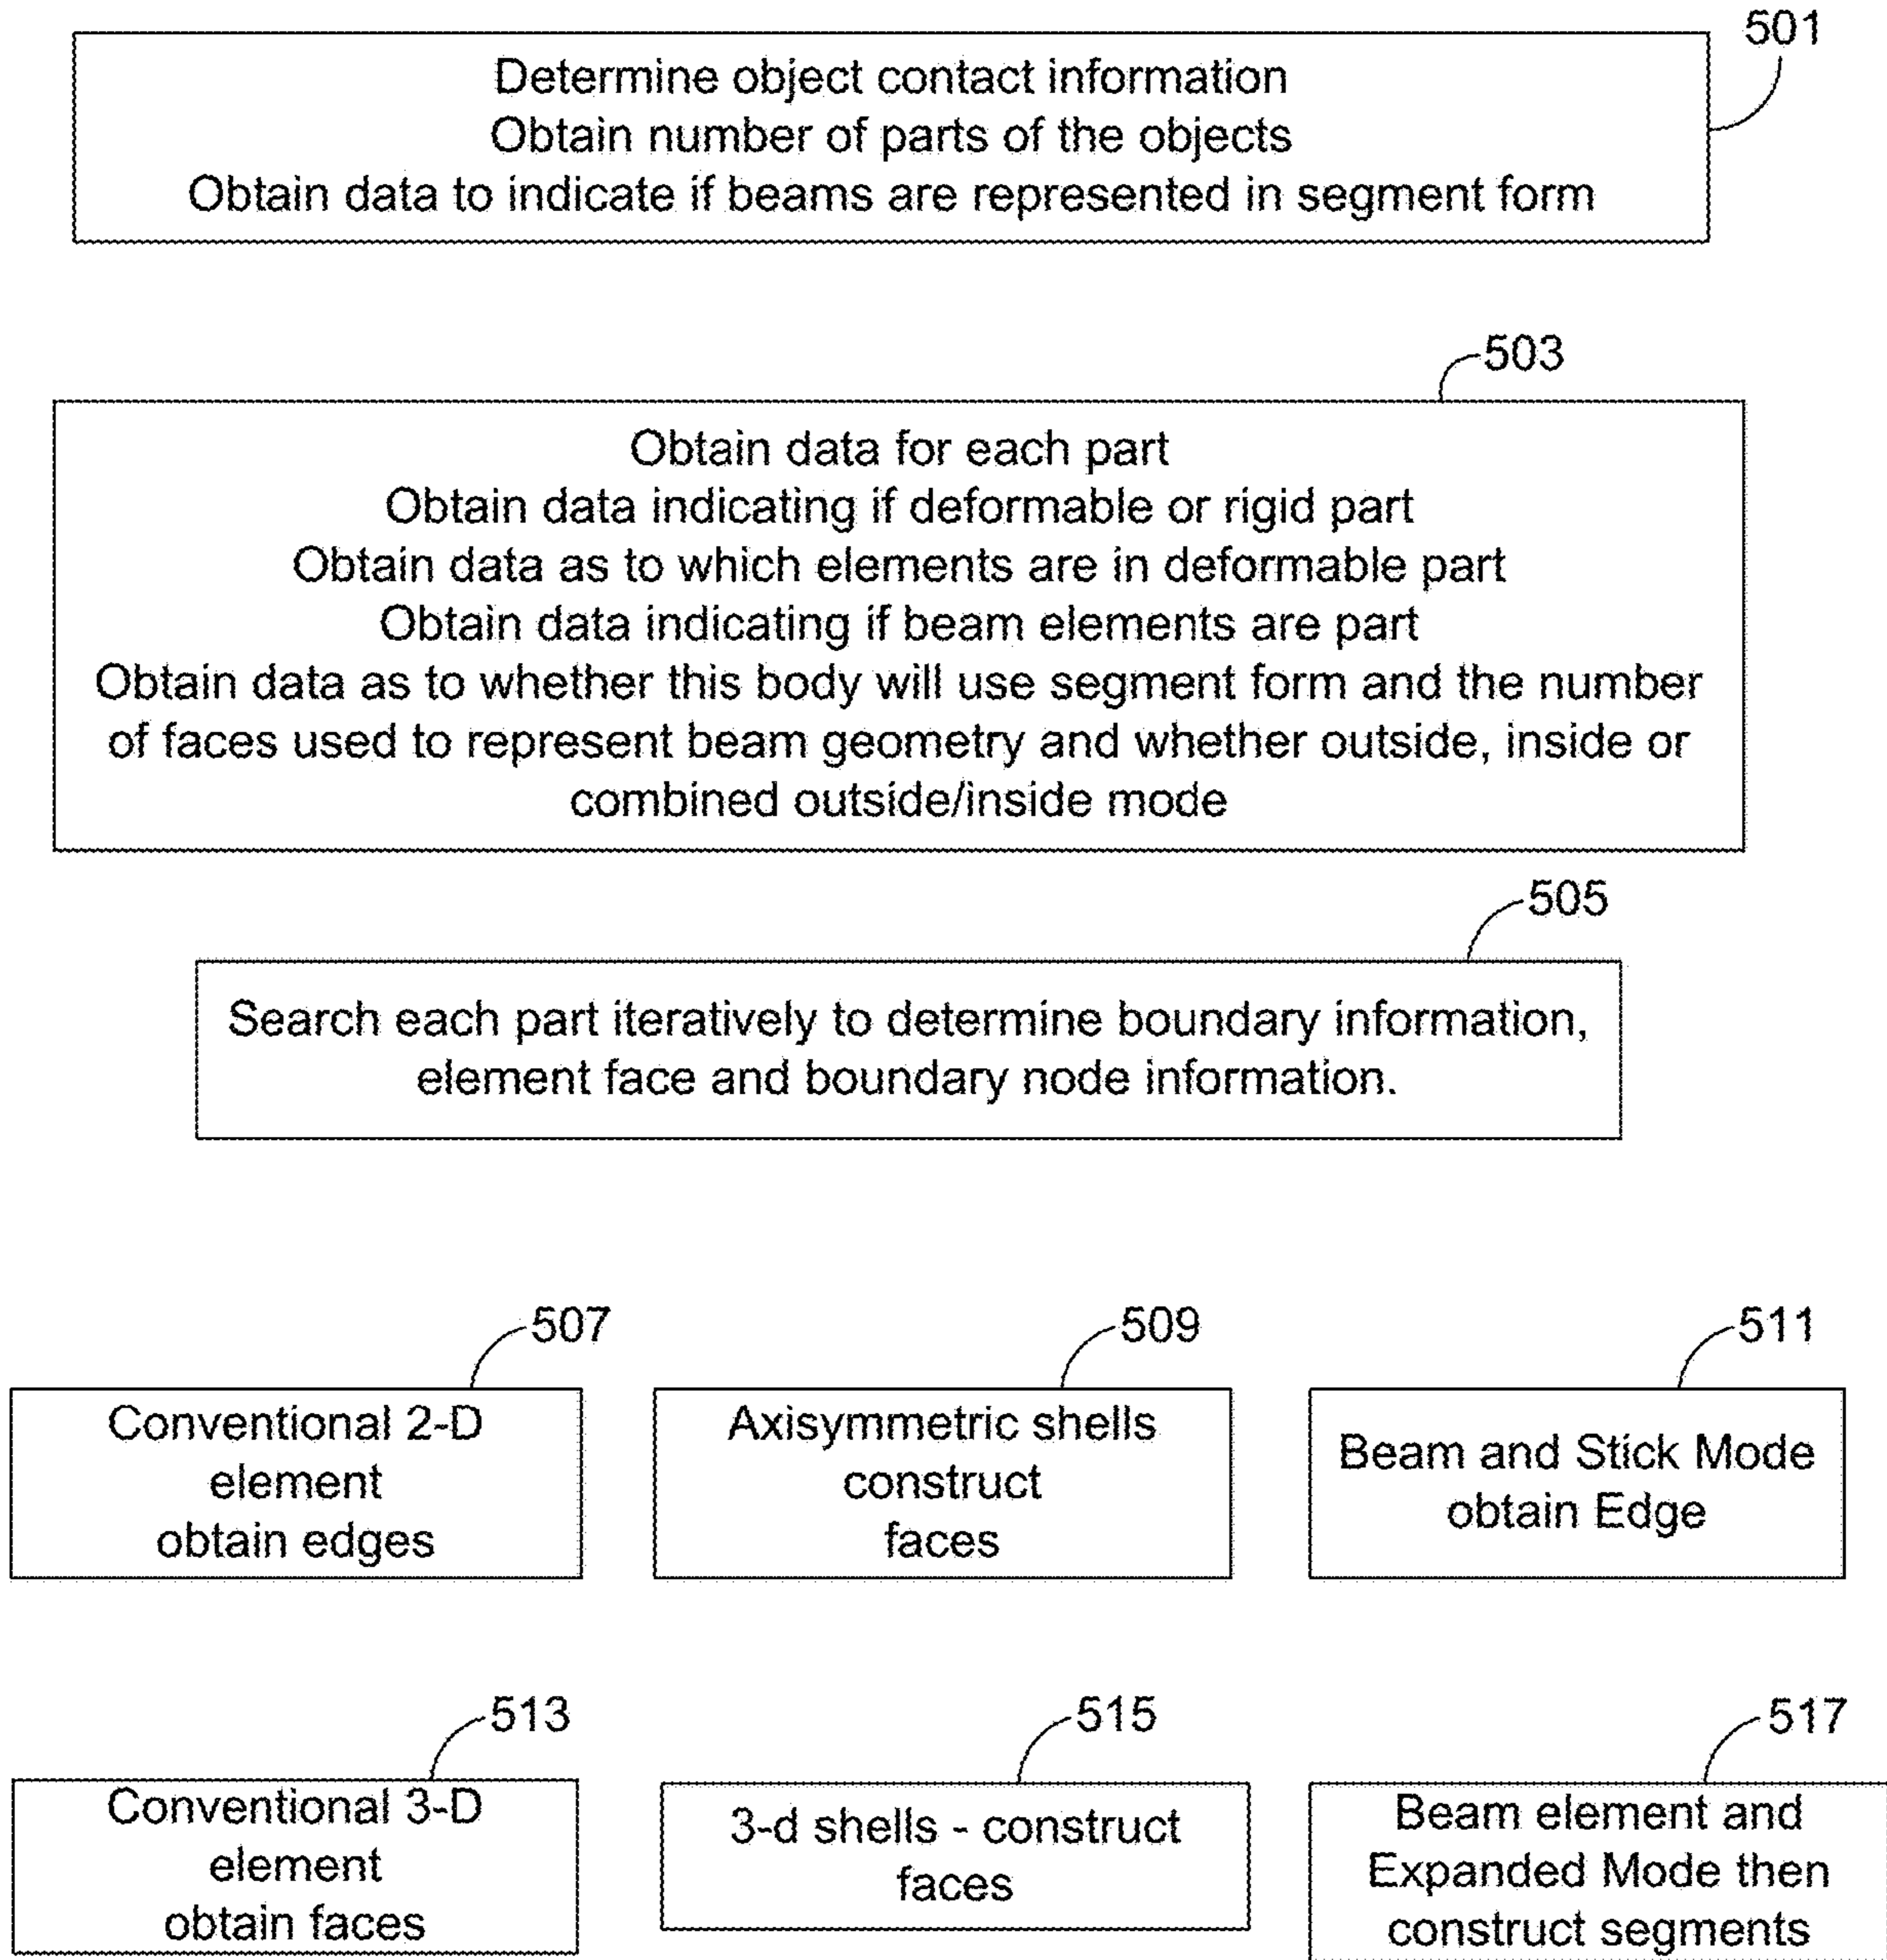 501
Determine object contact information
Obtain number of parts of the objects
Obtain data to indicate if beams are represented in segment form
503
Obtain data for each part
Obtain data indicating if deformable or rigid part
Obtain data as to which elements are in deformable part
Obtain data indicating if beam elements are part
Obtain data as to whether this body will use segment form and the number
of faces used to represent beam geometry and whether outside, inside or
combined outside/inside mode
505
Search each part iteratively to determine boundary information,
element face and boundary node information.
507
Conventional 2-D
element
obtain edges
509
Axisymmetric shells
construct
faces
511
Beam and Stick Mode
obtain Edge
513
Conventional 3-D
element
obtain faces
515
3-d shells - construct
faces
517
Beam element and
Expanded Mode then
construct segments